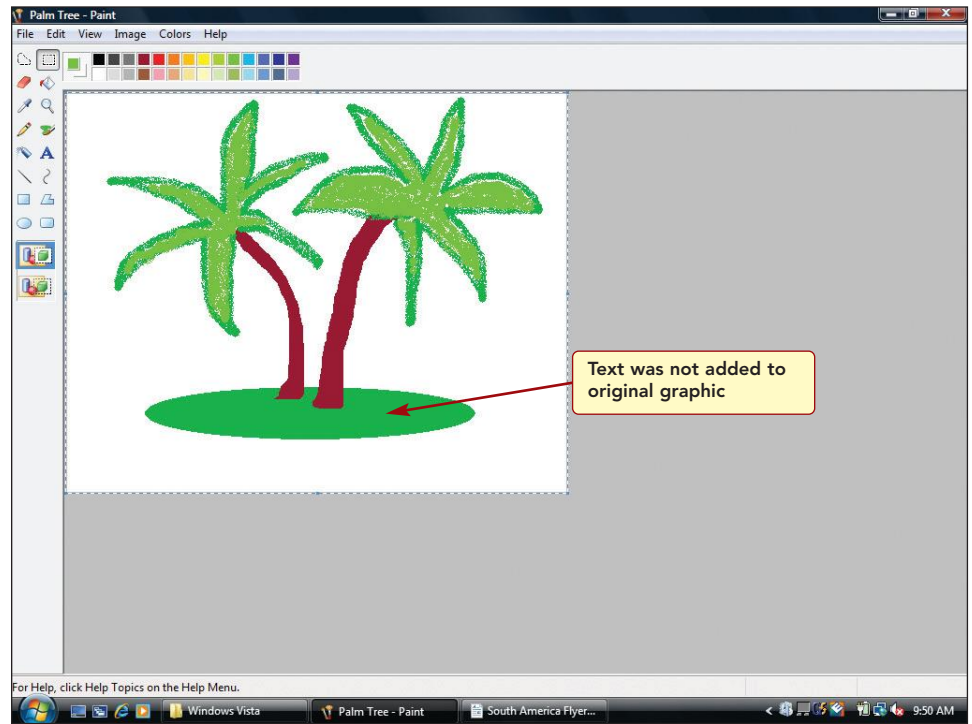 Palm Tree - Paint
File Edit View Image Colors Help
A
Text was not added to
original graphic
For Help, click Help Topics on the Help Menu.
Windows Vista
Palm Tree - Paint
South America Flyer...
9:50 AM